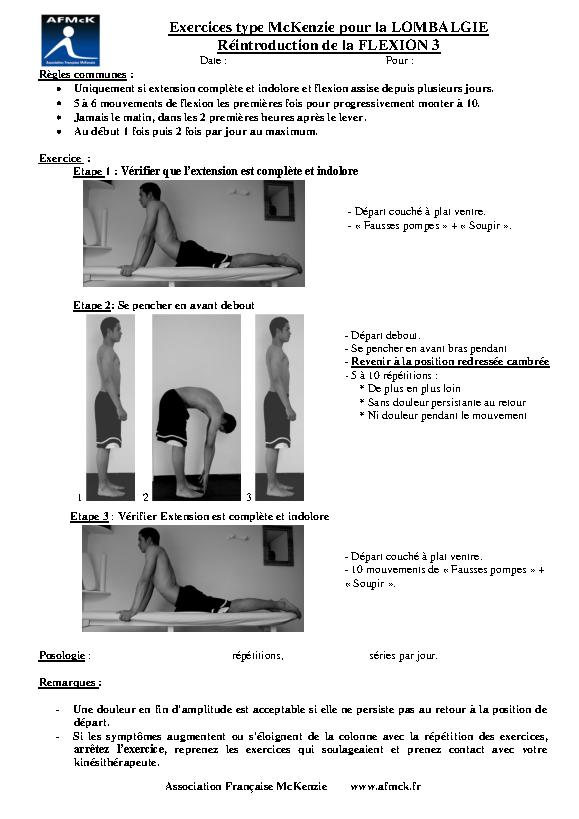 AFMcK
Association Française McKenzie
Exercices type McKenzie pour la LOMBALGIE
Réintroduction de la FLEXION 3
Date : Pour :
Règles communes :
• Uniquement si extension complète et indolore et flexion assise depuis plusieurs jours.
• 5 à 6 mouvements de flexion les premières fois pour progressivement monter à 10.
• Jamais le matin, dans les 2 premières heures après le lever.
• Au début 1 fois puis 2 fois par jour au maximum.
Exercice :
Etape 1 : Vérifier que l'extension est complète et indolore
- Départ couché à plat ventre.
- « Fausses pompes » + « Soupir ».
Etape 2: Se pencher en avant debout
- Départ debout.
- Se pencher en avant bras pendant
- Revenir à la position redressée cambrée
- 5 à 10 répétitions :
* De plus en plus loin
* Sans douleur persistante au retour
* Ni douleur pendant le mouvement
1 2 3
Etape 3 : Vérifier Extension est complète et indolore
- Départ couché à plat ventre.
- 10 mouvements de « Fausses pompes » +
« Soupir ».
Posologie : répétitions, séries par jour.
Remarques :
- Une douleur en fin d'amplitude est acceptable si elle ne persiste pas au retour à la position de
départ.
- Si les symptômes augmentent ou s'éloignent de la colonne avec la répétition des exercices,
arrêtez l'exercice, reprenez les exercices qui soulageaient et prenez contact avec votre
kinésithérapeute.
Association Française McKenzie www.afmck.fr